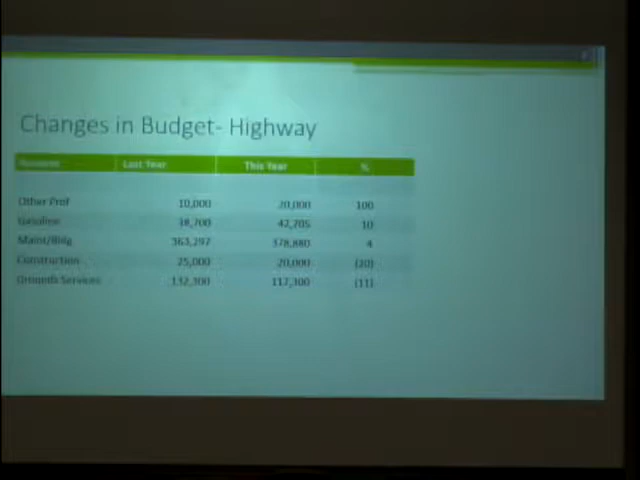 Changes in Budget- Highway
Last Year This Year %
Other Prof 10,000 20,000 100
Gasoline 38,700 42,705 10
Maint/Bldg 363,297 378,880 4
Construction 25,000 20,000 (20)
Grounds Services 132,300 117,300 (11)